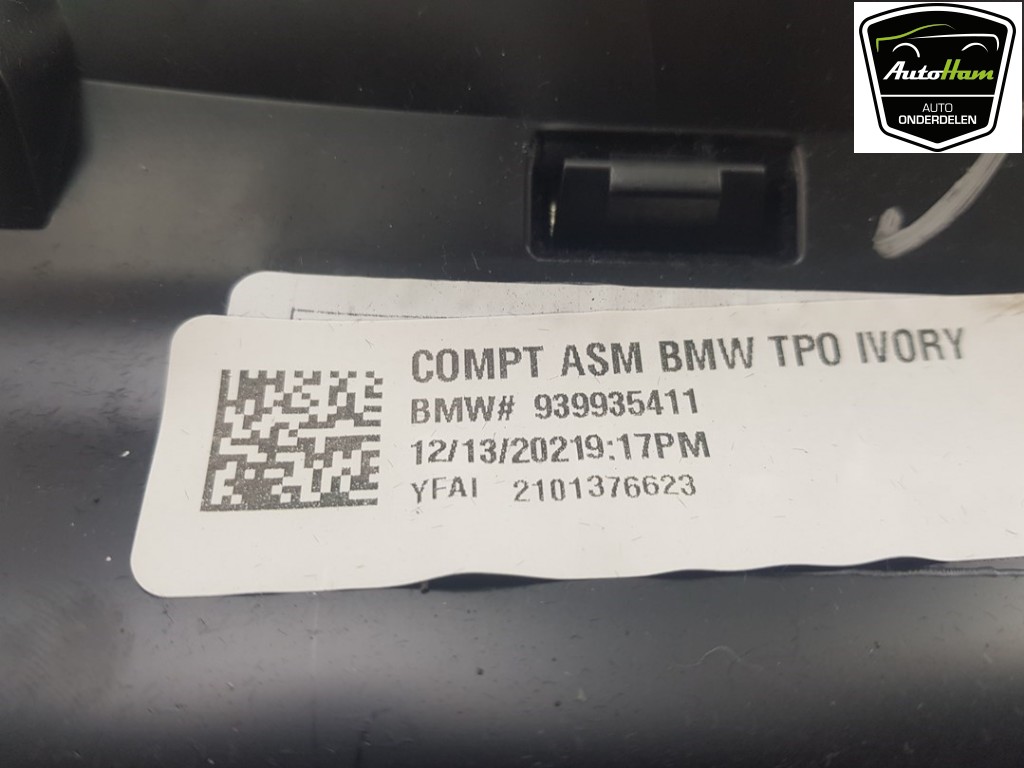 AutoHam
AUTO
ONDERDELEN
COMPT ASM BMW TPO IVORY
BMW# 939935411
12/13/20219:17PM
YFAI 2101376623